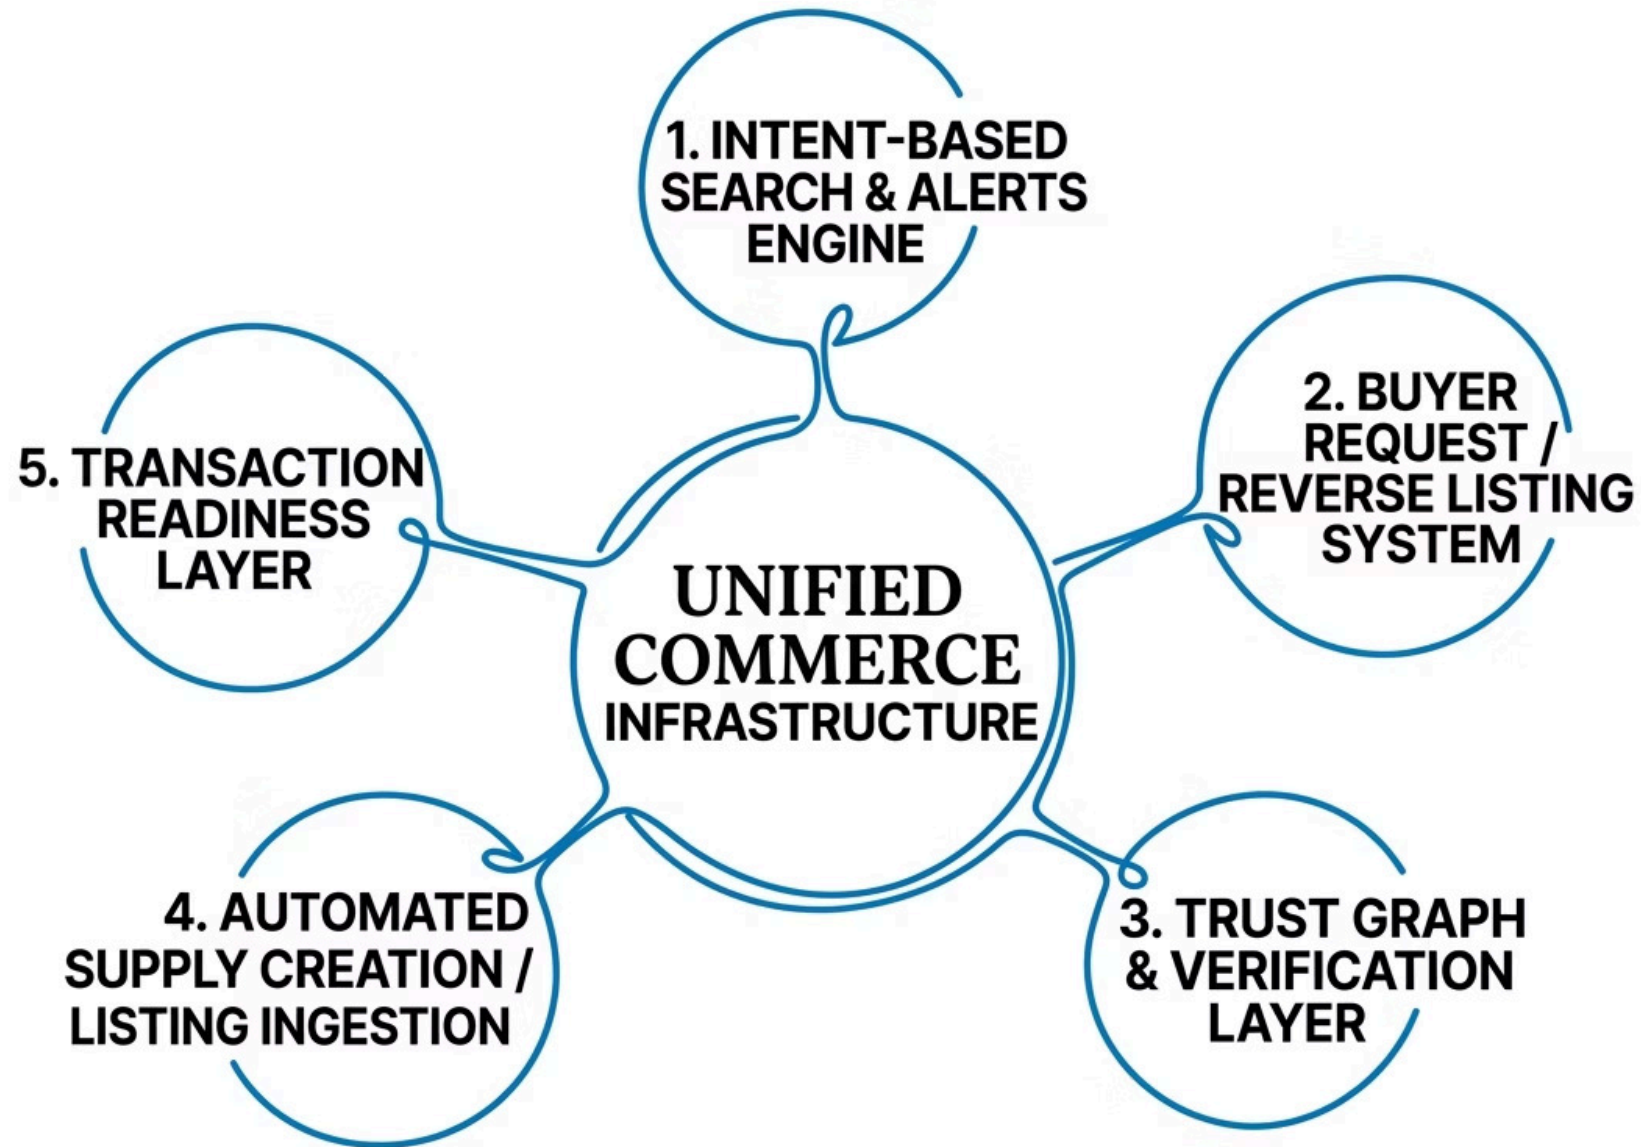 1. INTENT-BASED
SEARCH & ALERTS
ENGINE
2. BUYER
REQUEST /
REVERSE LISTING
SYSTEM
5. TRANSACTION
READINESS
LAYER
UNIFIED
COMMERCE
INFRASTRUCTURE
4. AUTOMATED
SUPPLY CREATION /
LISTING INGESTION
3. TRUST GRAPH
& VERIFICATION
LAYER